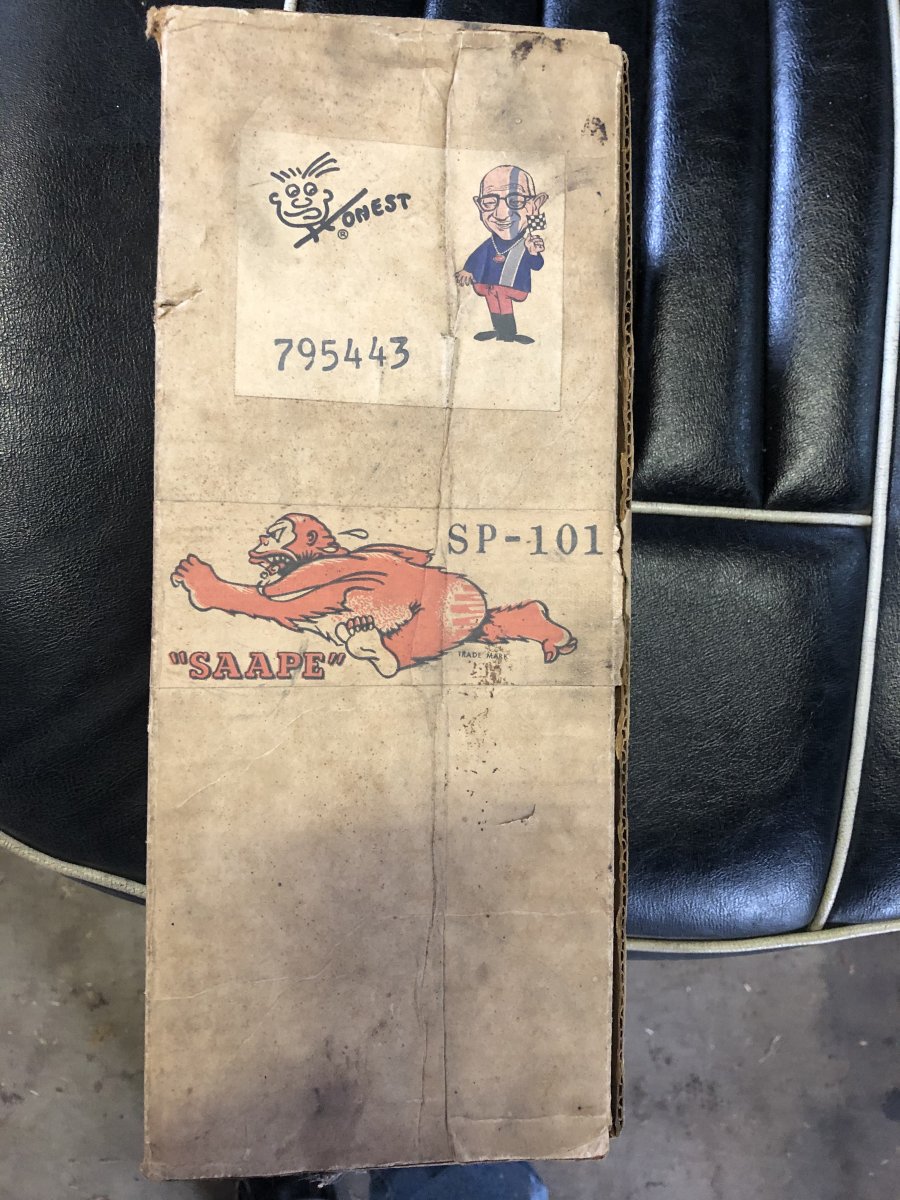 HONEST
®
795443
SP-101
"SAAPE"
TRADE MARK